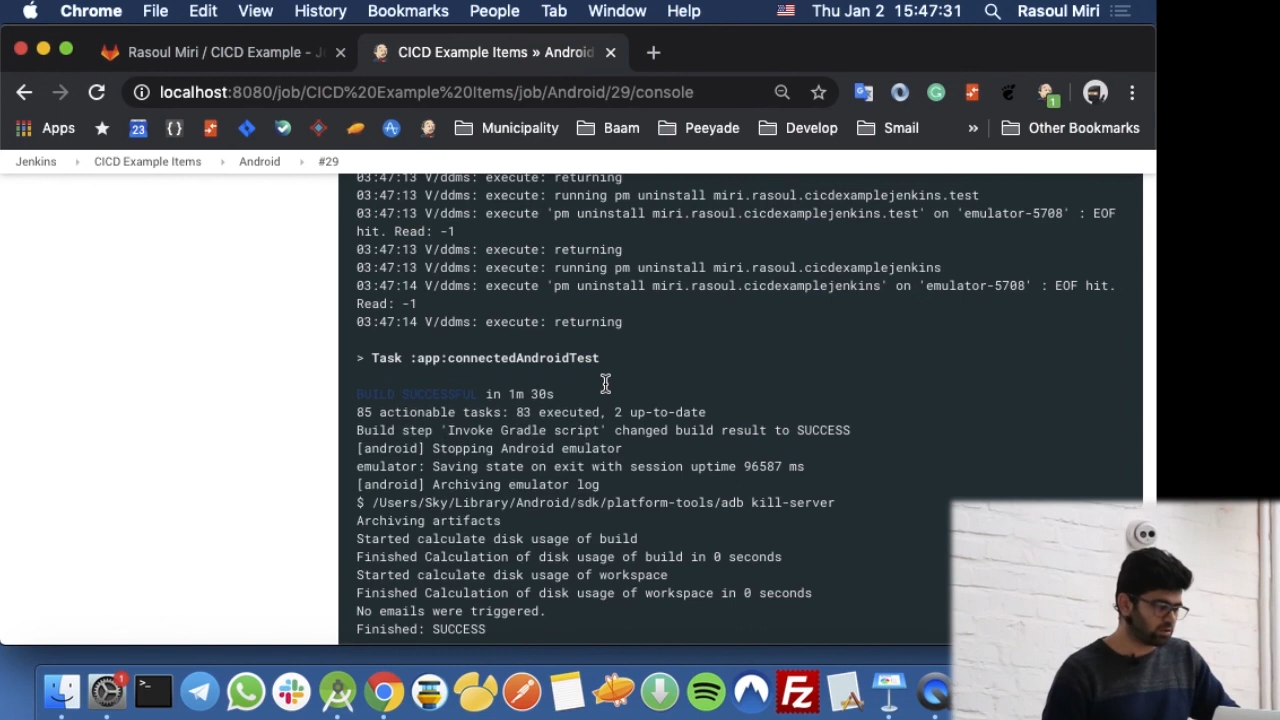 Chrome File Edit View History Bookmarks People Tab Window Help Thu Jan 2 15:47:31 Rasoul Miri
Rasoul Miri / CICD Example - J
CICD Example Items » Android
localhost:8080/job/CICD%20Example%20Items/job/Android/29/console
1
Apps 23 {} Municipality Baam Peeyade Develop Smail » Other Bookmarks
Jenkins CICD Example Items Android #29
03:47:13 V/ddms: execute: returning
03:47:13 V/ddms: execute: running pm uninstall miri.rasoul.cicdexamplejenkins.test
03:47:13 V/ddms: execute 'pm uninstall miri.rasoul.cicdexamplejenkins.test' on 'emulator-5708' : EOF
hit. Read: -1
03:47:13 V/ddms: execute: returning
03:47:13 V/ddms: execute: running pm uninstall miri.rasoul.cicdexamplejenkins
03:47:14 V/ddms: execute 'pm uninstall miri.rasoul.cicdexamplejenkins' on 'emulator-5708' : EOF hit.
Read: -1
03:47:14 V/ddms: execute: returning
> Task :app:connectedAndroidTest
BUILD SUCCESSFUL in 1m 30s
85 actionable tasks: 83 executed, 2 up-to-date
Build step 'Invoke Gradle script' changed build result to SUCCESS
[android] Stopping Android emulator
emulator: Saving state on exit with session uptime 96587 ms
[android] Archiving emulator log
$ /Users/Sky/Library/Android/sdk/platform-tools/adb kill-server
Archiving artifacts
Started calculate disk usage of build
Finished Calculation of disk usage of build in 0 seconds
Started calculate disk usage of workspace
Finished Calculation of disk usage of workspace in 0 seconds
No emails were triggered.
Finished: SUCCESS
1
Fz